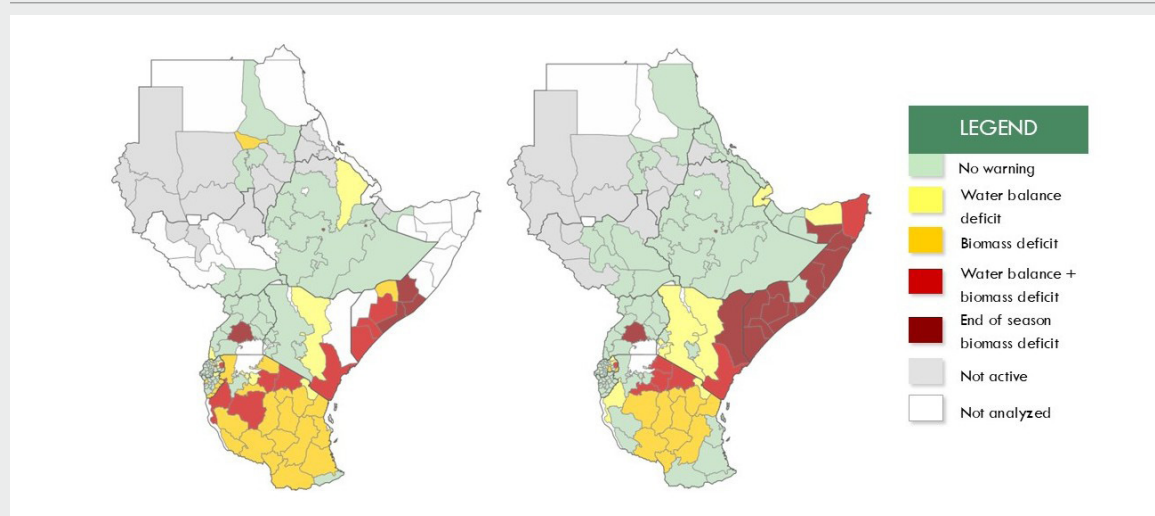 LEGEND
No warning
Water balance
deficit
Biomass deficit
Water balance +
biomass deficit
End of season
biomass deficit
Not active
Not analyzed